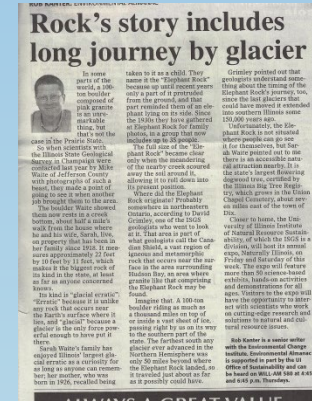 ROB KANTER, ENVIRONMENTAL ALMANAC
Rock's story includes
long journey by glacier
In some
parts of the
world, a 100-
ton boulder
composed of
pink granite
is an unre-
markable
thing, but
that's not the
case in the Prairie State.
So when scientists with
the Illinois State Geological
Survey in Champaign were
contacted last year by Mike
Waite of Jefferson County
with photographs of such a
beast, they made a point of
going to see it when another
job brought them to the area.
The boulder Waite showed
them now rests in a creek
bottom, about half a mile's
walk from the house where
he and his wife, Sarah, live,
on property that has been in
her family since 1918. It mea-
sures approximately 22 feet
by 10 feet by 11 feet, which
makes it the biggest rock of
its kind in the state, at least
so far as anyone seems
knows.
Its kind is "glacial erratic":
"Erratic" because it is unlike
any rock that occurs near
the Earth's surface where it
lies, and "glacial" because a
glacier is the only force pow-
erful enough to have put it
there.
Sarah Waite's family has
enjoyed Illinois' largest gla-
cial erratic as a curiosity for
so long as anyone can remem-
ber; her mother, who was
born in 1926, recalled being
taken to it as a child. They
name it the "Elephant Rock"
because up until recent years
only a part of it protruded
from the ground, and that
part reminded them of an ele-
phant lying on its side. Since
the 1930s they have gathered
at Elephant Rock for family
photos, in a group that now
includes up to 35 people.
The full size of the "El-
ephant Rock" became clear
only when the meandering
of the nearby creek scoured
away the soil around it,
allowing it to roll down into
its present position.
Where did the Elephant
Rock originate? Probably
somewhere in northeastern
Ontario, according to David
Grimley, one of the ISGS
geologists who went to look
at it. That area is part of
what geologists call the Cana-
dian Shield, a vast region of
igneous and metamorphic
rock that occurs near the sur-
face in the area surrounding
Hudson Bay, an area where
granite like that comprising
the Elephant Rock may be
found.
Imagine that. A 100-ton
boulder riding as much as
a thousand miles on top of
or inside a vast sheet of ice,
passing right by us on its way
to the southern part of the
state. The farthest south any
glacier ever advanced in the
Northern Hemisphere was
only 50 miles beyond where
the Elephant Rock landed, so
it traveled just about as far
as it possibly could have.
Grimley pointed out that
geologists understand some-
thing about the timing of the
Elephant Rock's journey, too,
since the last glaciers that
could have moved it extended
into southern Illinois some
150,000 years ago.
Unfortunately, the Ele-
phant Rock is not situated
where people can go see
it for themselves, but Sar-
ah Waite pointed out to me
there is an accessible natu-
ral attraction nearby. It is
the state's largest flowering
dogwood tree, certified by
the Illinois Big Tree Regis-
try, which grows in the Union
Chapel Cemetery, about sev-
en miles east of the town of
Dix.
Closer to home, the Uni-
versity of Illinois Institute
of Natural Resource Sustain-
ability, of which the ISGS is a
division, will host its annual
expo, Naturally Illinois, on
Friday and Saturday of this
week. The expo will feature
more than 50 science-based
exhibits, hands-on activities
and demonstrations for all
ages. Visitors to the expo will
have the opportunity to inter-
act with scientists who work
on cutting-edge research and
solutions to natural and cul-
tural resource issues.
Rob Kanter is a senior writer
with the Environmental Change
Institute. Environmental Almanac
is supported in part by the UI
Office of Sustainability and can
be heard on WILL-AM 580 at 4:45
and 6:45 p.m. Thursdays.
ALWAYS A GREAT VALUE